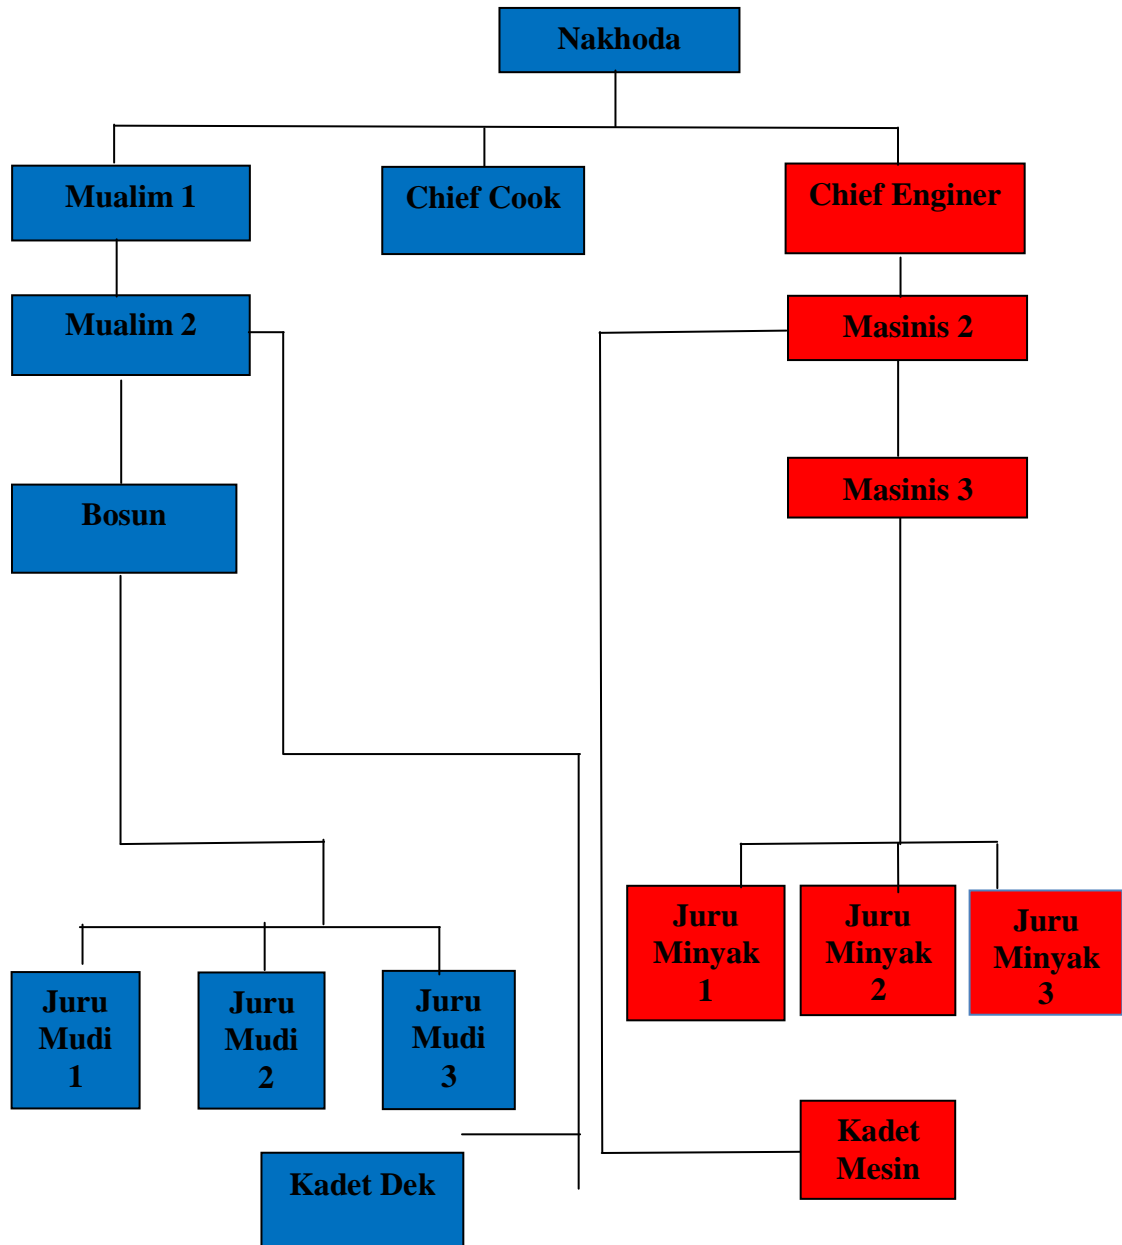 Nakhoda
Mualim 1
Chief Cook
Chief Enginer
Mualim 2
Masinis 2
Bosun
Masinis 3
Juru
Minyak
1
Juru
Minyak
2
Juru
Minyak
3
Juru
Mudi
1
Juru
Mudi
2
Juru
Mudi
3
Kadet Dek
Kadet
Mesin